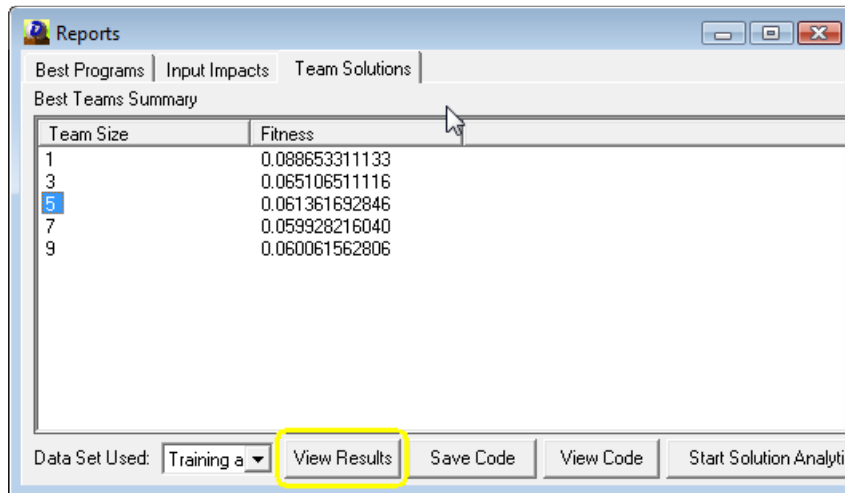 Reports
Best Programs Input Impacts Team Solutions
Best Teams Summary
Team Size Fitness
1 0.088653311133
3 0.065106511116
5 0.061361692846
7 0.059928216040
9 0.060061562806
Data Set Used: Training a View Results Save Code View Code Start Solution Analyti